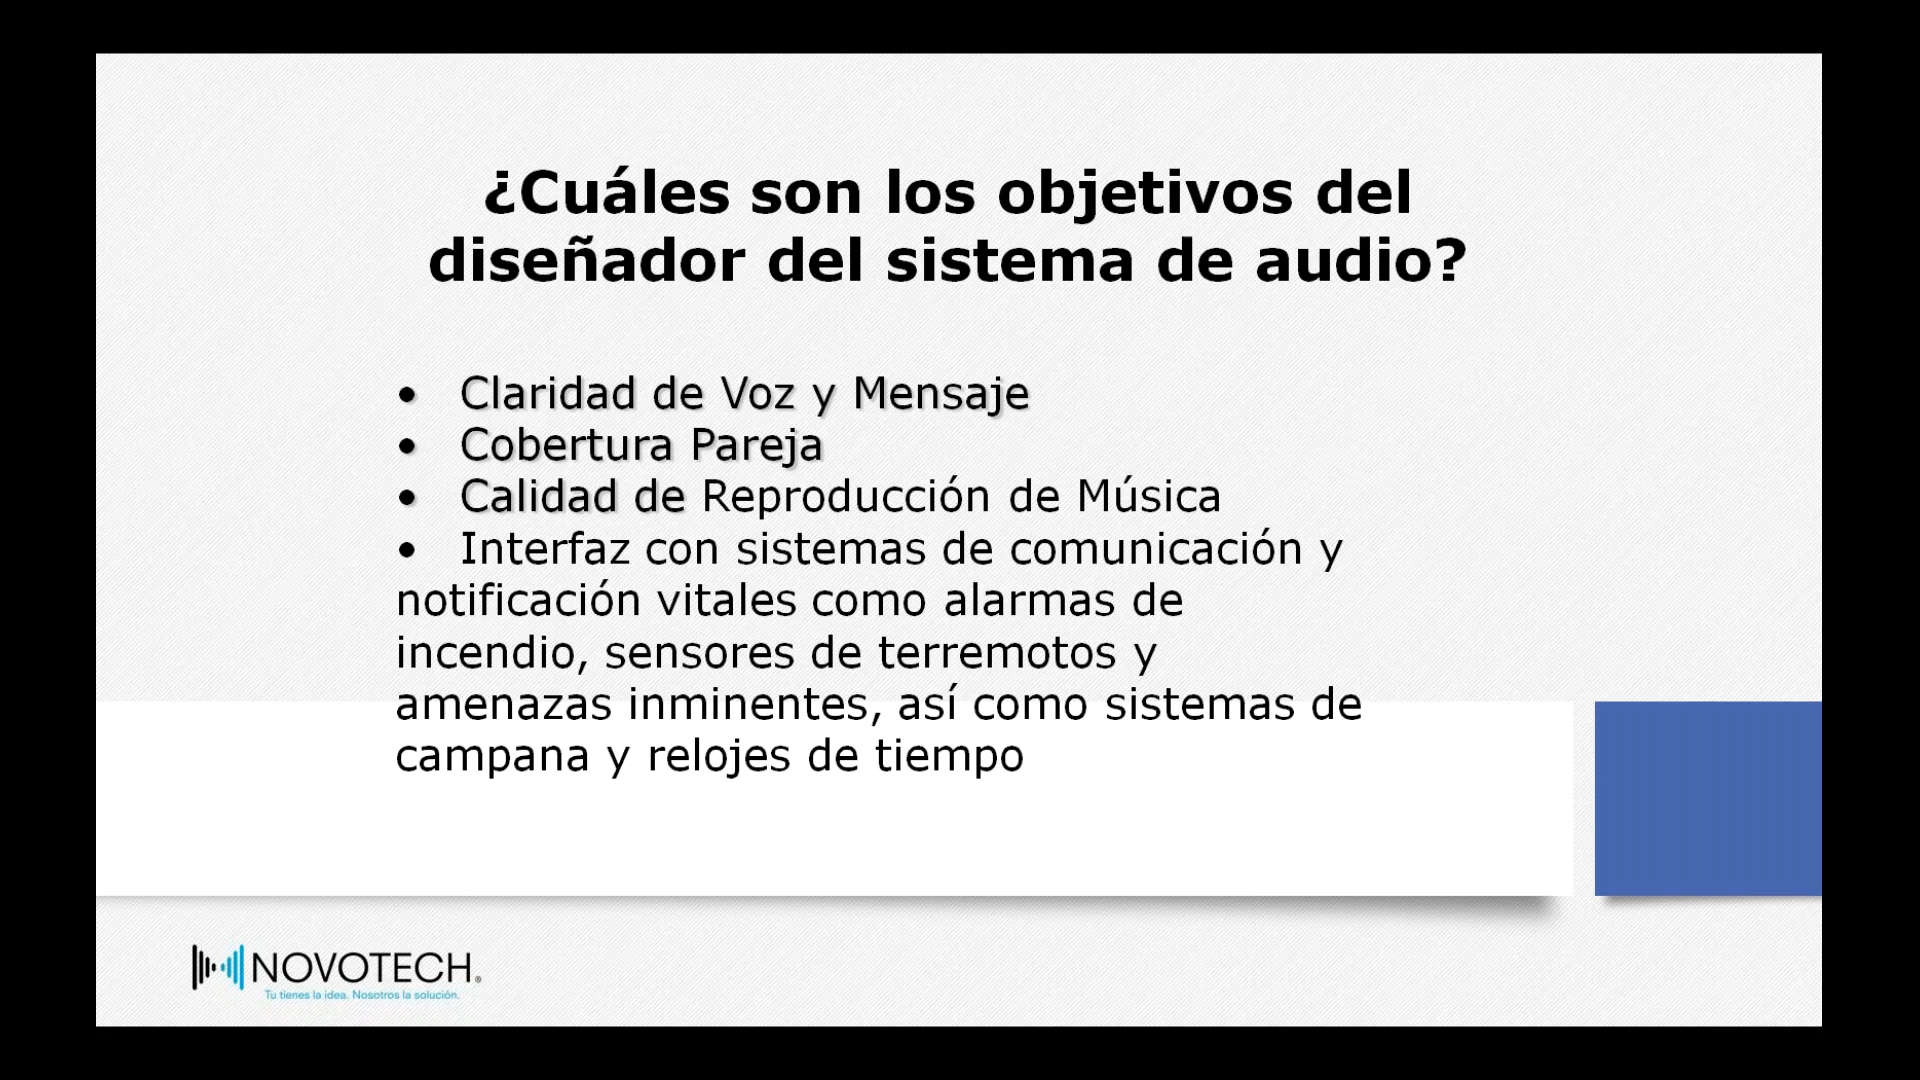 ¿Cuáles son los objetivos del
diseñador del sistema de audio?
• Claridad de Voz y Mensaje
• Cobertura Pareja
• Calidad de Reproducción de Música
• Interfaz con sistemas de comunicación y
notificación vitales como alarmas de
incendio, sensores de terremotos y
amenazas inminentes, así como sistemas de
campana y relojes de tiempo
NOVOTECH®
Tu tienes la idea. Nosotros la solución.